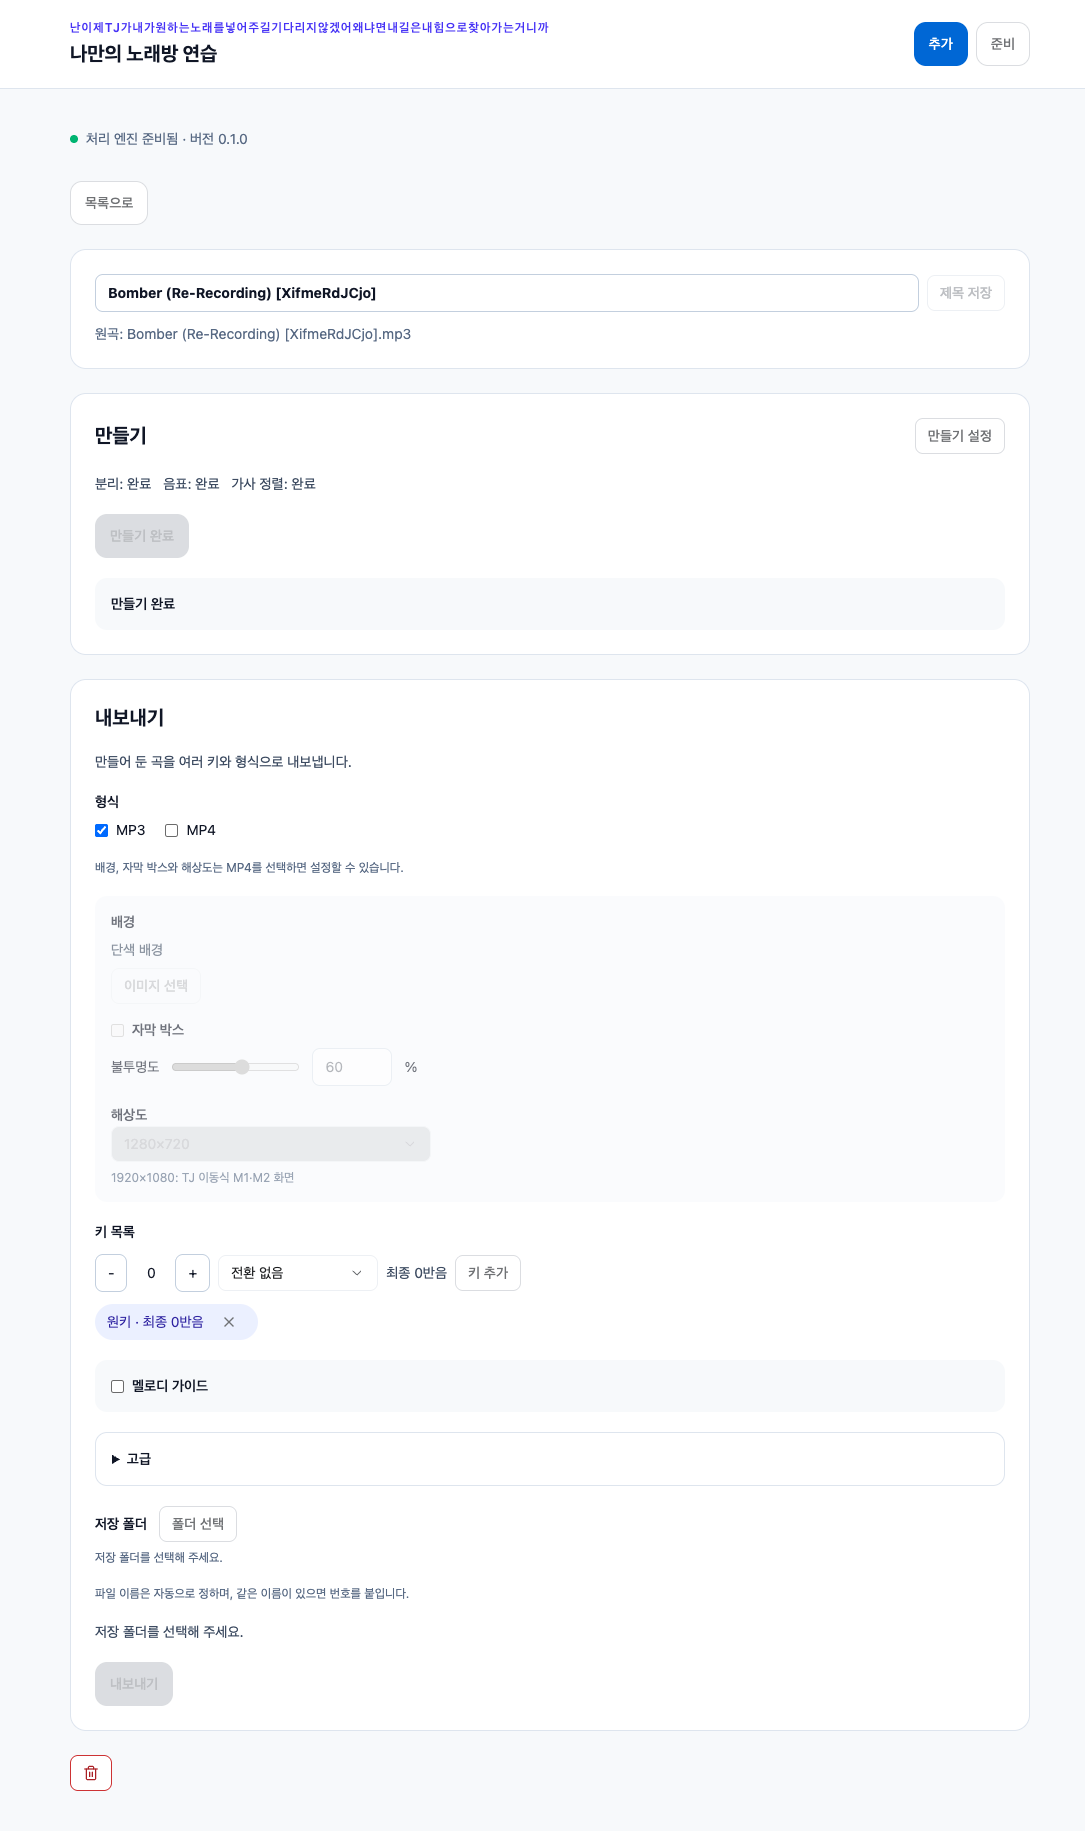 난이제TJ가내가원하는노래를넣어주길기다리지않겠어왜냐면내길은내힘으로찾아가는거니까
나만의 노래방 연습
추가
준비
처리 엔진 준비됨 · 버전 0.1.0
목록으로
Bomber (Re-Recording) [XifmeRdJCjo]
제목 저장
원곡: Bomber (Re-Recording) [XifmeRdJCjo].mp3
만들기
만들기 설정
분리: 완료 음표: 완료 가사 정렬: 완료
만들기 완료
만들기 완료
내보내기
만들어 둔 곡을 여러 키와 형식으로 내보냅니다.
형식
MP3 MP4
배경, 자막 박스와 해상도는 MP4를 선택하면 설정할 수 있습니다.
배경
단색 배경
이미지 선택
자막 박스
불투명도 60 %
해상도
1280×720
1920×1080: TJ 이동식 M1·M2 화면
키 목록
- 0 + 전환 없음 최종 0반음 키 추가
원키 · 최종 0반음
멜로디 가이드
고급
저장 폴더 폴더 선택
저장 폴더를 선택해 주세요.
파일 이름은 자동으로 정하며, 같은 이름이 있으면 번호를 붙입니다.
저장 폴더를 선택해 주세요.
내보내기